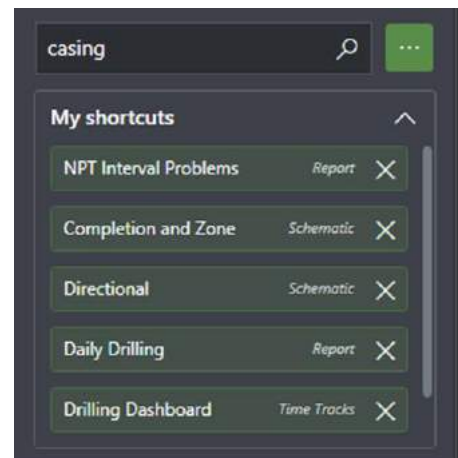 casing
My shortcuts
NPT Interval Problems Report
Completion and Zone Schematic
Directional Schematic
Daily Drilling Report
Drilling Dashboard Time Tracks